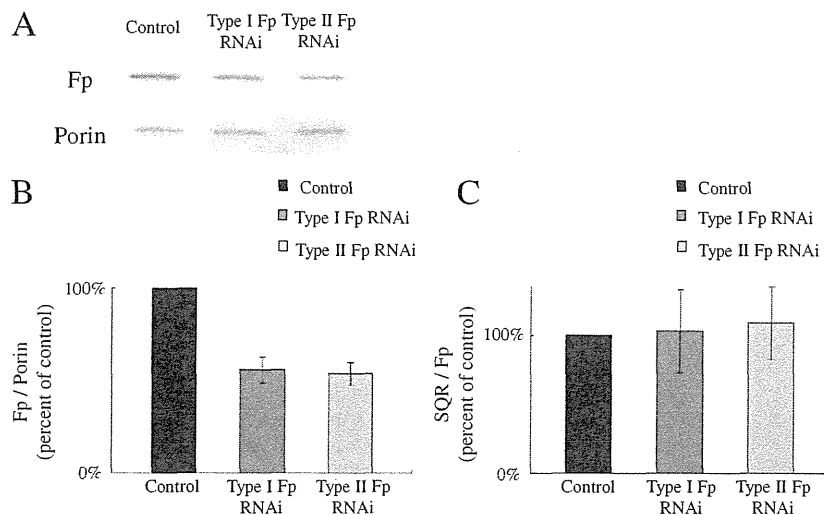 A
Control
Type I Fp
RNAi
Type II Fp
RNAi
Fp
Porin
B
Control
Type I Fp RNAi
Type II Fp RNAi
100%
0%
Fp / Porin
(percent of control)
Control
Type I Fp
RNAi
Type II Fp
RNAi
C
Control
Type I Fp RNAi
Type II Fp RNAi
100%
0%
SQR / Fp
(percent of control)
Control
Type I Fp
RNAi
Type II Fp
RNAi